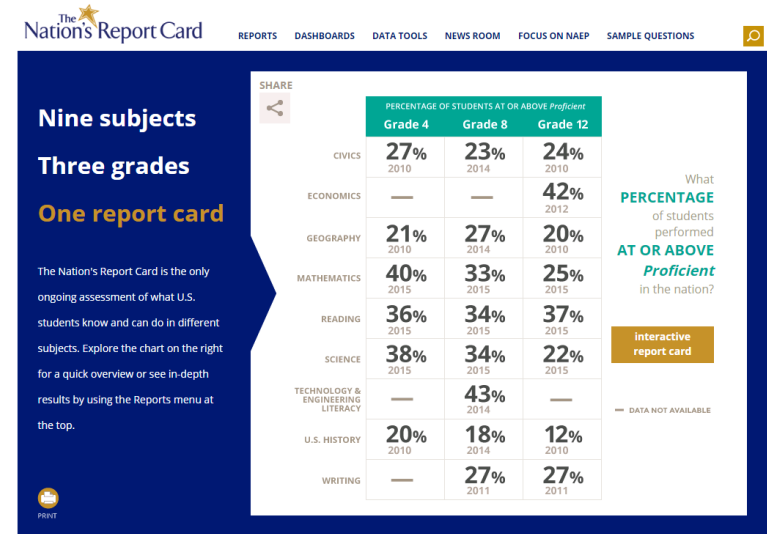 The
Nation's Report Card
REPORTS DASHBOARDS DATA TOOLS NEWS ROOM FOCUS ON NAEP SAMPLE QUESTIONS
Nine subjects
Three grades
One report card
The Nation's Report Card is the only
ongoing assessment of what U.S.
students know and can do in different
subjects. Explore the chart on the right
for a quick overview or see in-depth
results by using the Reports menu at
the top.
PRINT
SHARE
PERCENTAGE OF STUDENTS AT OR ABOVE Proficient
Grade 4 Grade 8 Grade 12
CIVICS 27% 23% 24%
2010 2014 2010
ECONOMICS — — 42%
2012
GEOGRAPHY 21% 27% 20%
2010 2014 2010
MATHEMATICS 40% 33% 25%
2015 2015 2015
READING 36% 34% 37%
2015 2015 2015
SCIENCE 38% 34% 22%
2015 2015 2015
TECHNOLOGY &
ENGINEERING
LITERACY — 43% —
2014
U.S. HISTORY 20% 18% 12%
2010 2014 2010
WRITING — 27% 27%
2011 2011
What
PERCENTAGE
of students
performed
AT OR ABOVE
Proficient
in the nation?
interactive
report card
— DATA NOT AVAILABLE